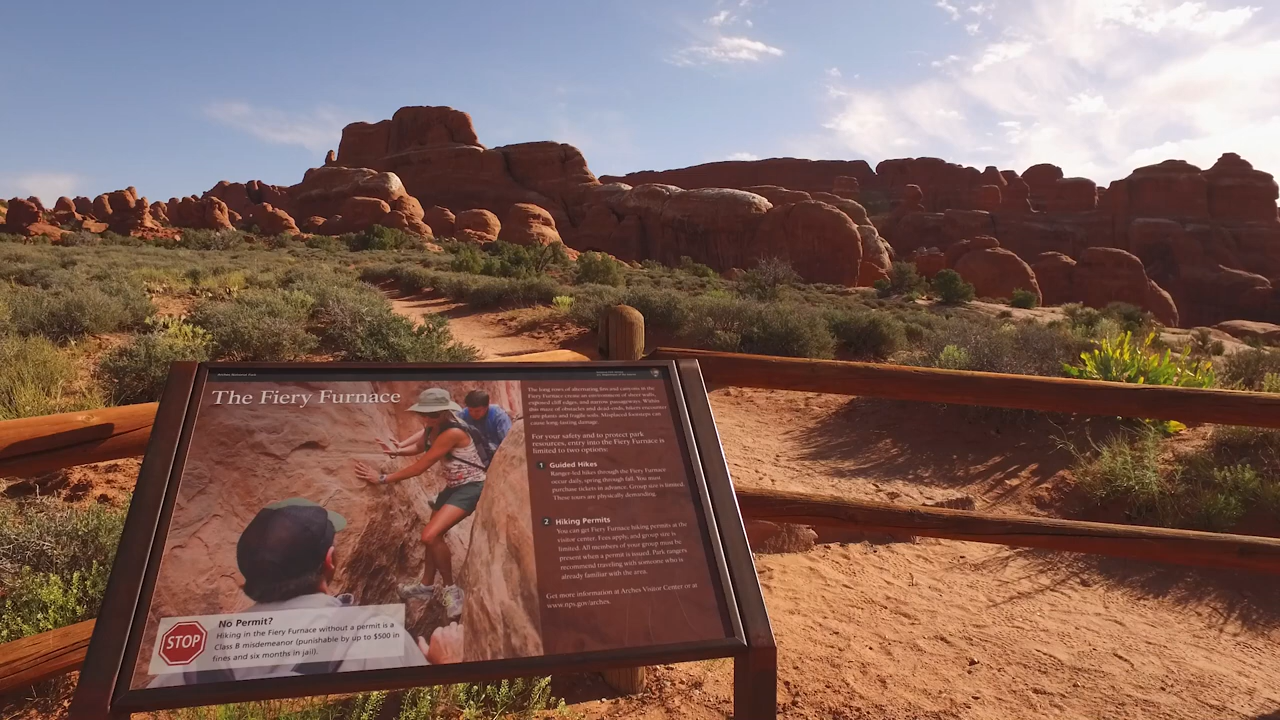 Arches National Park
The Fiery Furnace
The long rows of alternating fins and canyons in the
Fiery Furnace create an environment of sheer walls,
exposed cliff edges, and narrow passageways. Within
this maze of obstacles and dead-ends, hikers encounter
rare plants and fragile soils. Misplaced footsteps can
cause long-lasting damage.
For your safety and to protect park
resources, entry into the Fiery Furnace is
limited to two options:
1 Guided Hikes
Ranger-led hikes through the Fiery Furnace
occur daily, spring through fall. You must
purchase tickets in advance. Group size is limited.
These tours are physically demanding.
2 Hiking Permits
You can get Fiery Furnace hiking permits at the
visitor center. Fees apply, and group size is
limited. All members of your group must be
present when a permit is issued. Park rangers
recommend traveling with someone who is
already familiar with the area.
Get more information at Arches Visitor Center or at
www.nps.gov/arches.
STOP
No Permit?
Hiking in the Fiery Furnace without a permit is a
Class B misdemeanor (punishable by up to $500 in
fines and six months in jail).